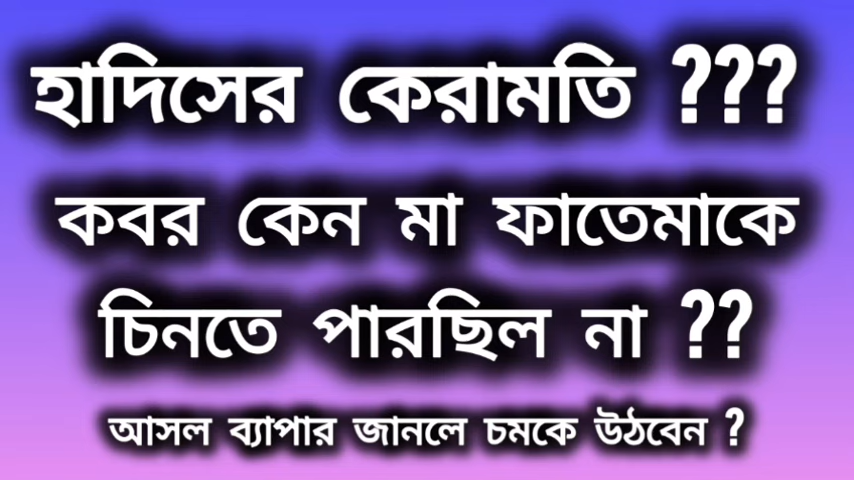 হাদিসের কেরামতি ???
কবর কেন মা ফাতেমাকে
চিনতে পারছিল না ??
আসল ব্যাপার জানলে চমকে উঠবেন ?